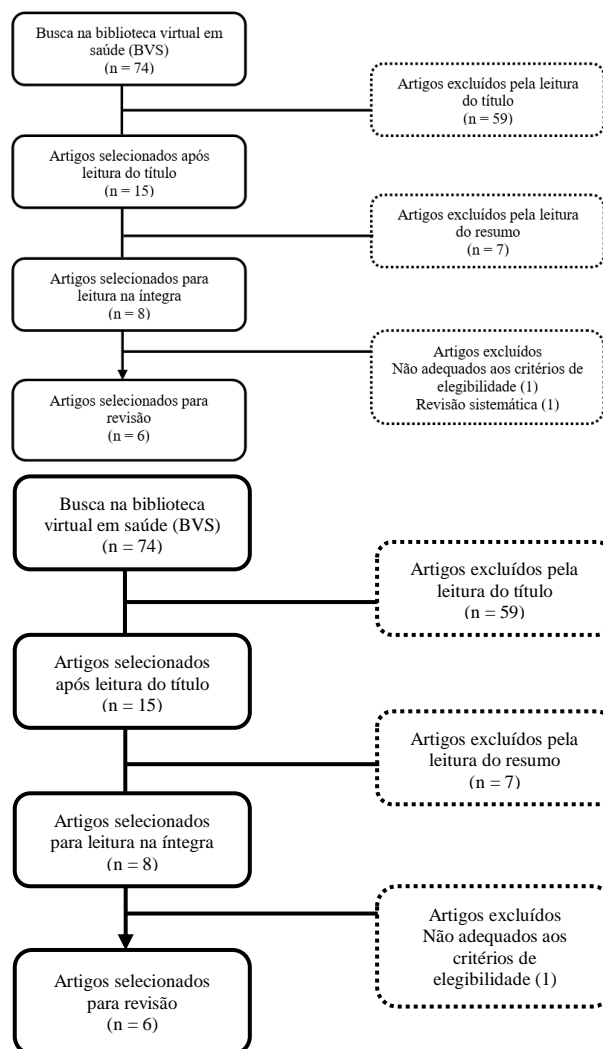 Busca na biblioteca virtual em
saúde (BVS)
(n = 74)
Artigos excluídos pela leitura
do título
(n = 59)
Artigos selecionados após
leitura do título
(n = 15)
Artigos excluídos pela leitura
do resumo
(n = 7)
Artigos selecionados para
leitura na íntegra
(n = 8)
Artigos excluídos
Não adequados aos critérios de
elegibilidade (1)
Revisão sistemática (1)
Artigos selecionados para
revisão
(n = 6)
Busca na biblioteca
virtual em saúde (BVS)
(n = 74)
Artigos excluídos pela
leitura do título
(n = 59)
Artigos selecionados
após leitura do título
(n = 15)
Artigos excluídos pela
leitura do resumo
(n = 7)
Artigos selecionados
para leitura na íntegra
(n = 8)
Artigos excluídos
Não adequados aos
critérios de
elegibilidade (1)
Artigos selecionados
para revisão
(n = 6)